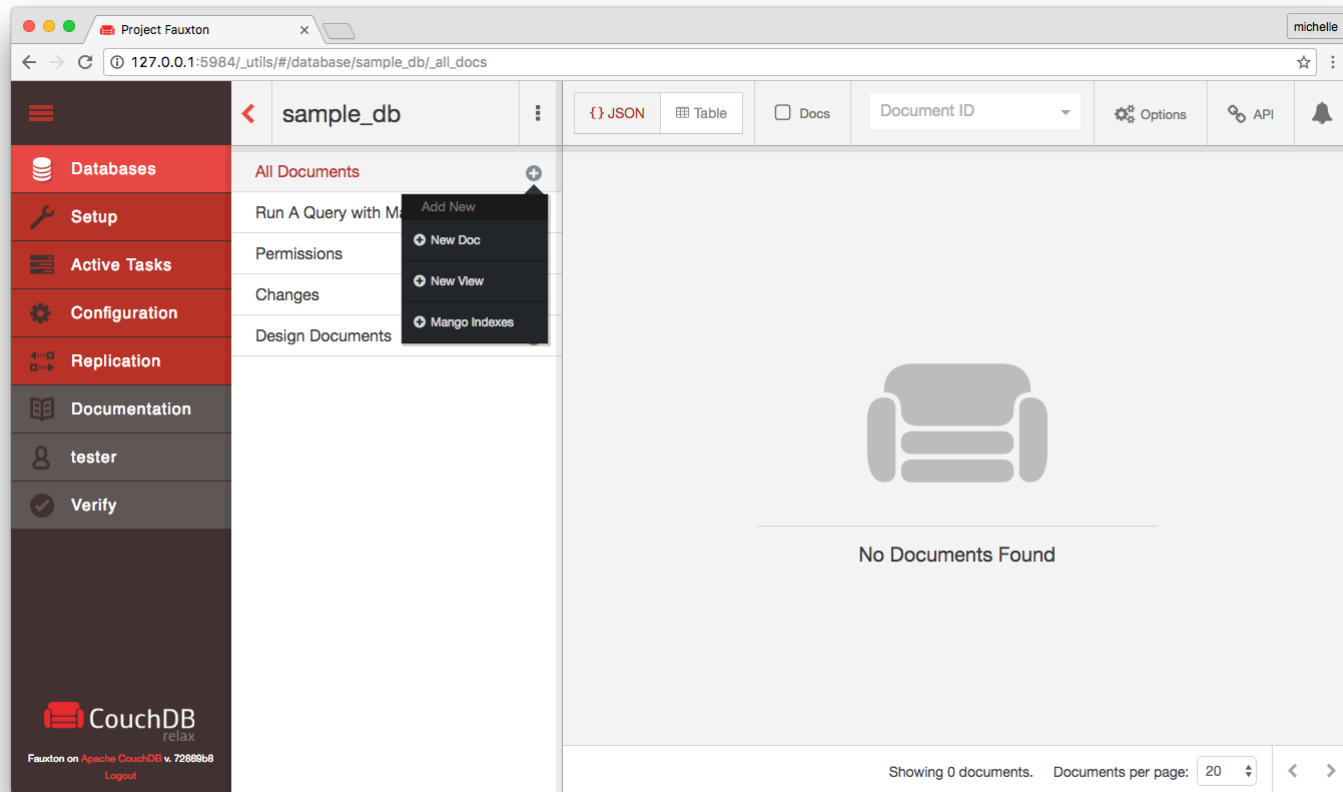 Project Fauxton
michelle
127.0.0.1:5984/_utils/#/database/sample_db/_all_docs
sample_db
{} JSON
Table
Docs
Document ID
Options
API
Databases
Setup
Active Tasks
Configuration
Replication
Documentation
tester
Verify
All Documents
Run A Query with
Permissions
Changes
Design Documents
Add New
New Doc
New View
Mango Indexes
No Documents Found
CouchDB
relax
Fauxton on Apache CouchDB v. 72869b8
Logout
Showing 0 documents.
Documents per page: 20